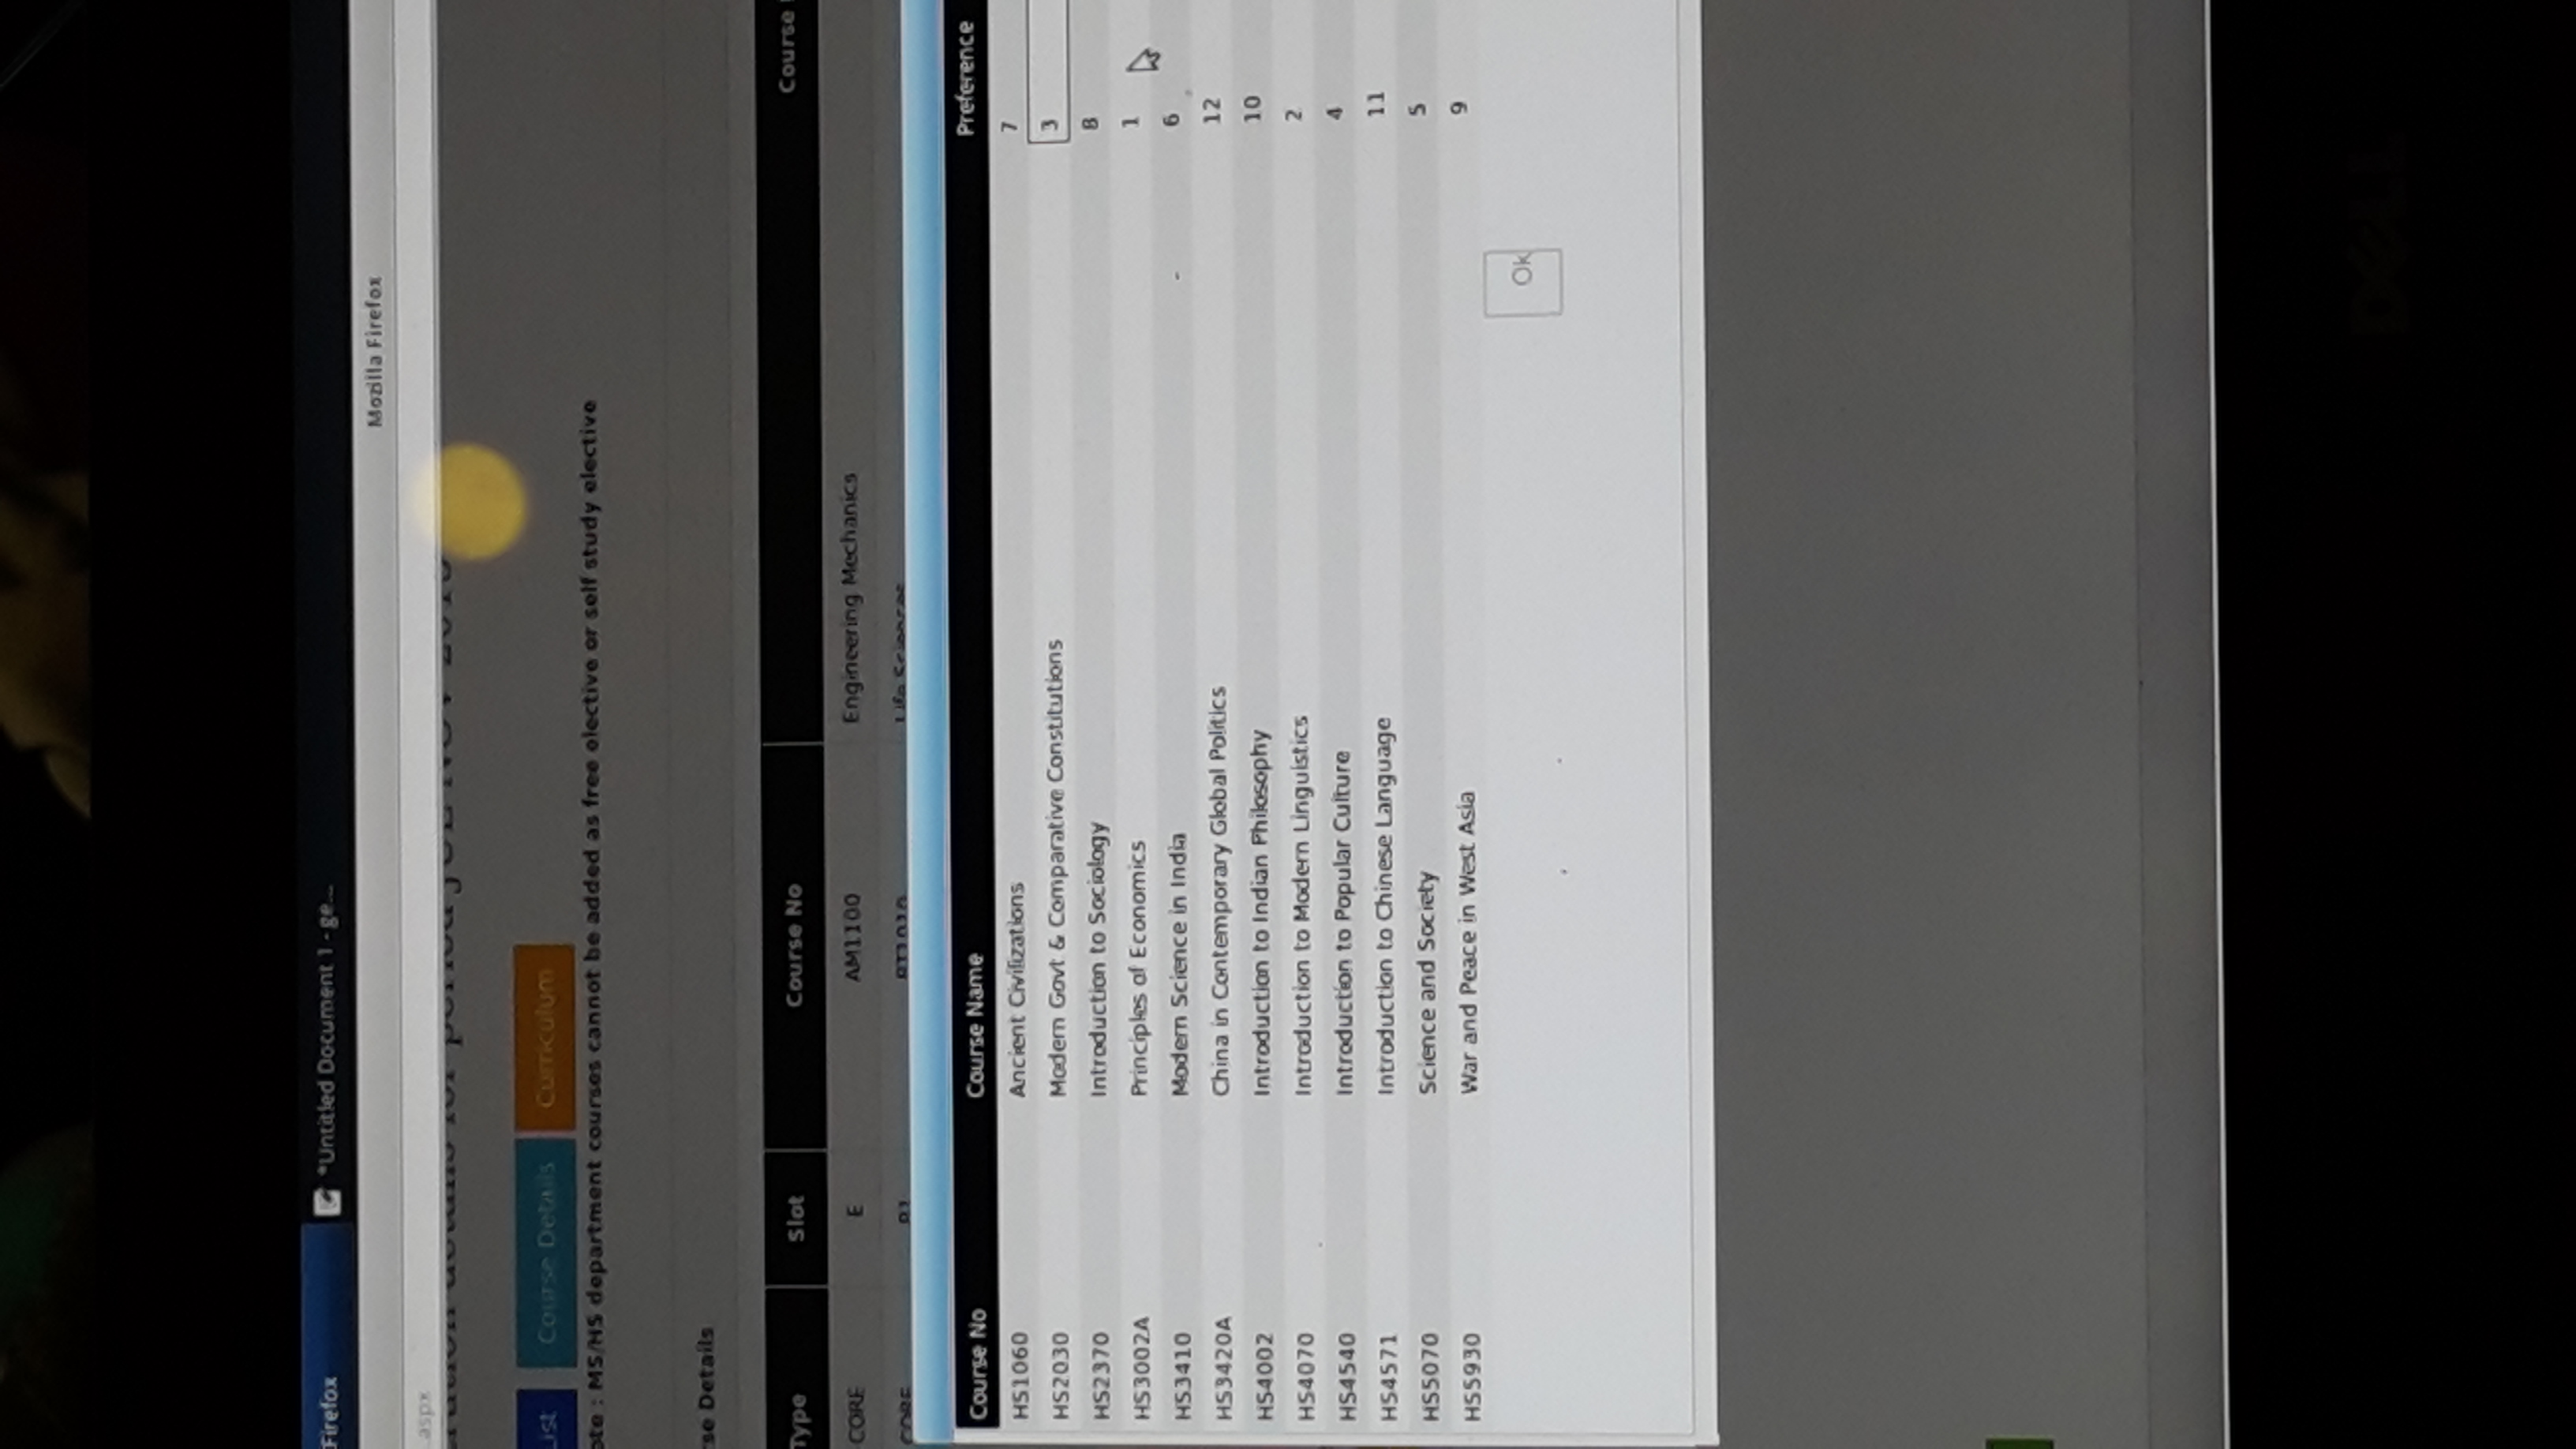 Firefox
*Untitled Document 1 - ge...
Mozilla Firefox
.aspx
details for period JUL-NOV
List Course Details Curriculum
ote : MS/HS department courses cannot be added as free elective or self study elective
rse Details
Type Slot Course No Course
CORE E AM1100 Engineering Mechanics
CORE Life Sciences
Course No Course Name Preference
HS1060 Ancient Civilizations 7
HS2030 Modern Govt & Comparative Constitutions 3
HS2370 Introduction to Sociology 8
HS3002A Principles of Economics 1
HS3410 Modern Science in India 6
HS3420A China in Contemporary Global Politics 12
HS4002 Introduction to Indian Philosophy 10
HS4070 Introduction to Modern Linguistics 2
HS4540 Introduction to Popular Culture 4
HS4571 Introduction to Chinese Language 11
HS5070 Science and Society 5
HS5930 War and Peace in West Asia 9
Ok
DELL